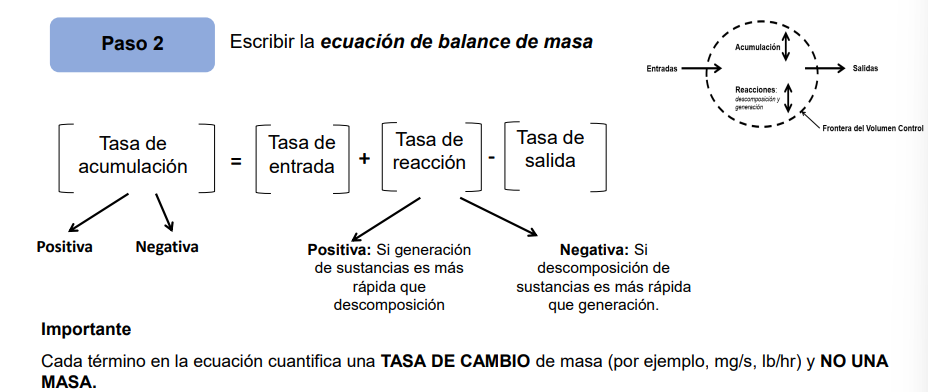 Paso 2
Escribir la ecuación de balance de masa
Acumulación
Entradas
Salidas
Reacciones:
descomposición y
generación
Frontera del Volumen Control
Tasa de
acumulación
=
Tasa de
entrada
+
Tasa de
reacción
-
Tasa de
salida
Positiva
Negativa
Positiva: Si generación
de sustancias es más
rápida que
descomposición
Negativa: Si
descomposición de
sustancias es más rápida
que generación.
Importante
Cada término en la ecuación cuantifica una TASA DE CAMBIO de masa (por ejemplo, mg/s, lb/hr) y NO UNA
MASA.